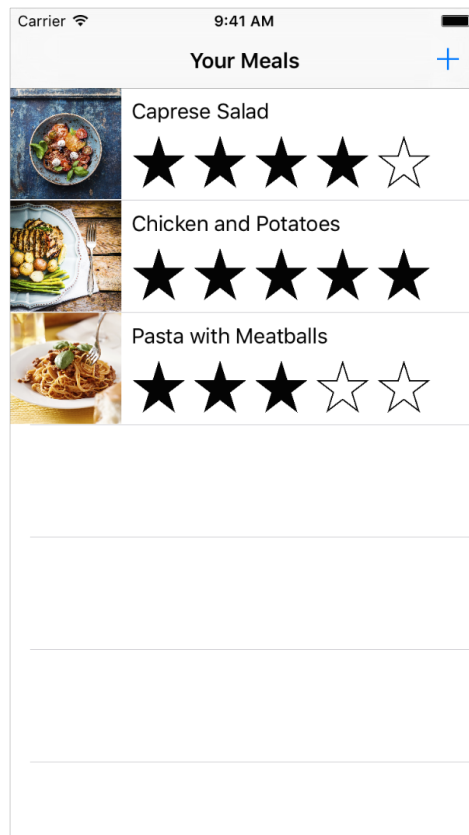 Carrier 9:41 AM
Your Meals +
Caprese Salad
Chicken and Potatoes
Pasta with Meatballs